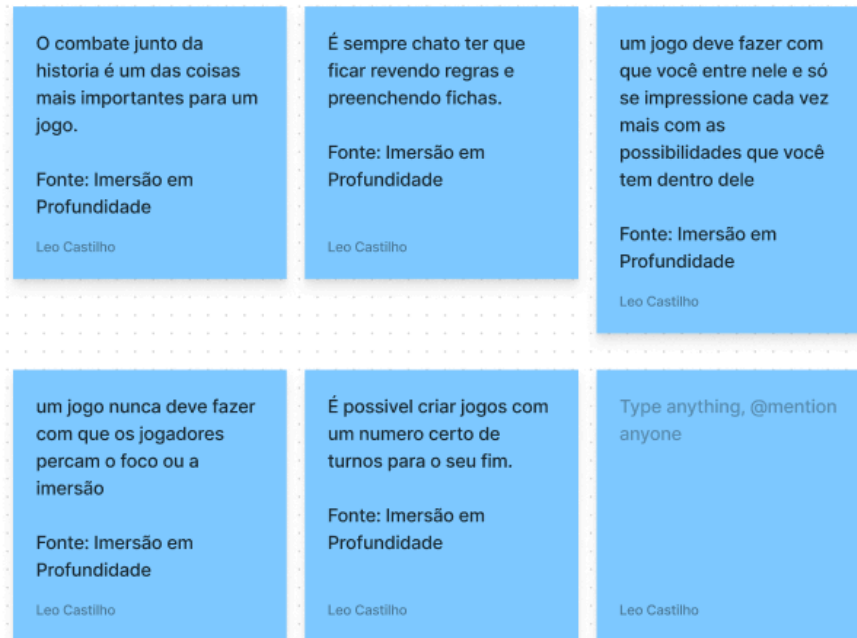 O combate junto da
historia é um das coisas
mais importantes para um
jogo.
Fonte: Imersão em
Profundidade
Leo Castilho
É sempre chato ter que
ficar revendo regras e
preenchendo fichas.
Fonte: Imersão em
Profundidade
Leo Castilho
um jogo deve fazer com
que você entre nele e só
se impressione cada vez
mais com as
possibilidades que você
tem dentro dele
Fonte: Imersão em
Profundidade
Leo Castilho
um jogo nunca deve fazer
com que os jogadores
percam o foco ou a
imersão
Fonte: Imersão em
Profundidade
Leo Castilho
É possivel criar jogos com
um numero certo de
turnos para o seu fim.
Fonte: Imersão em
Profundidade
Leo Castilho
Type anything, @mention
anyone
Leo Castilho